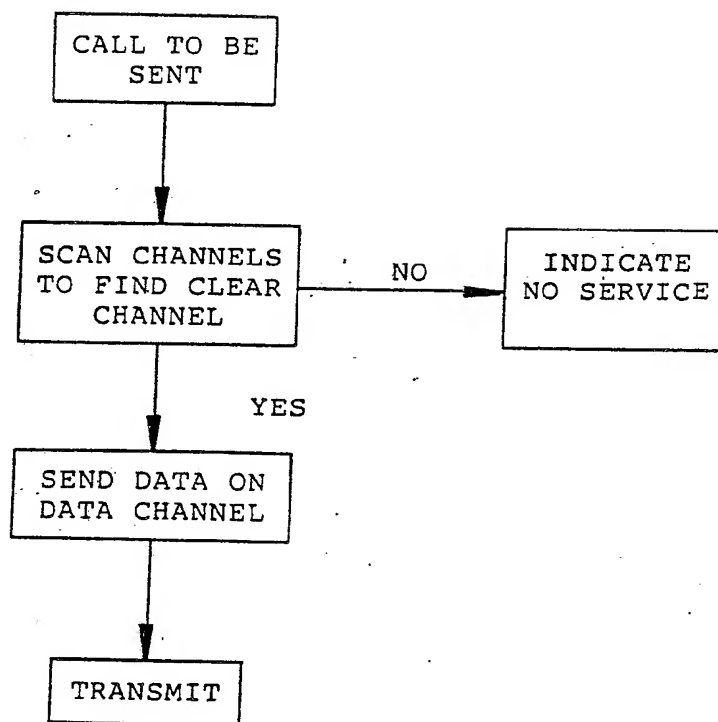 CALL TO BE
SENT
SCAN CHANNELS
TO FIND CLEAR
CHANNEL
NO
INDICATE
NO SERVICE
YES
SEND DATA ON
DATA CHANNEL
TRANSMIT